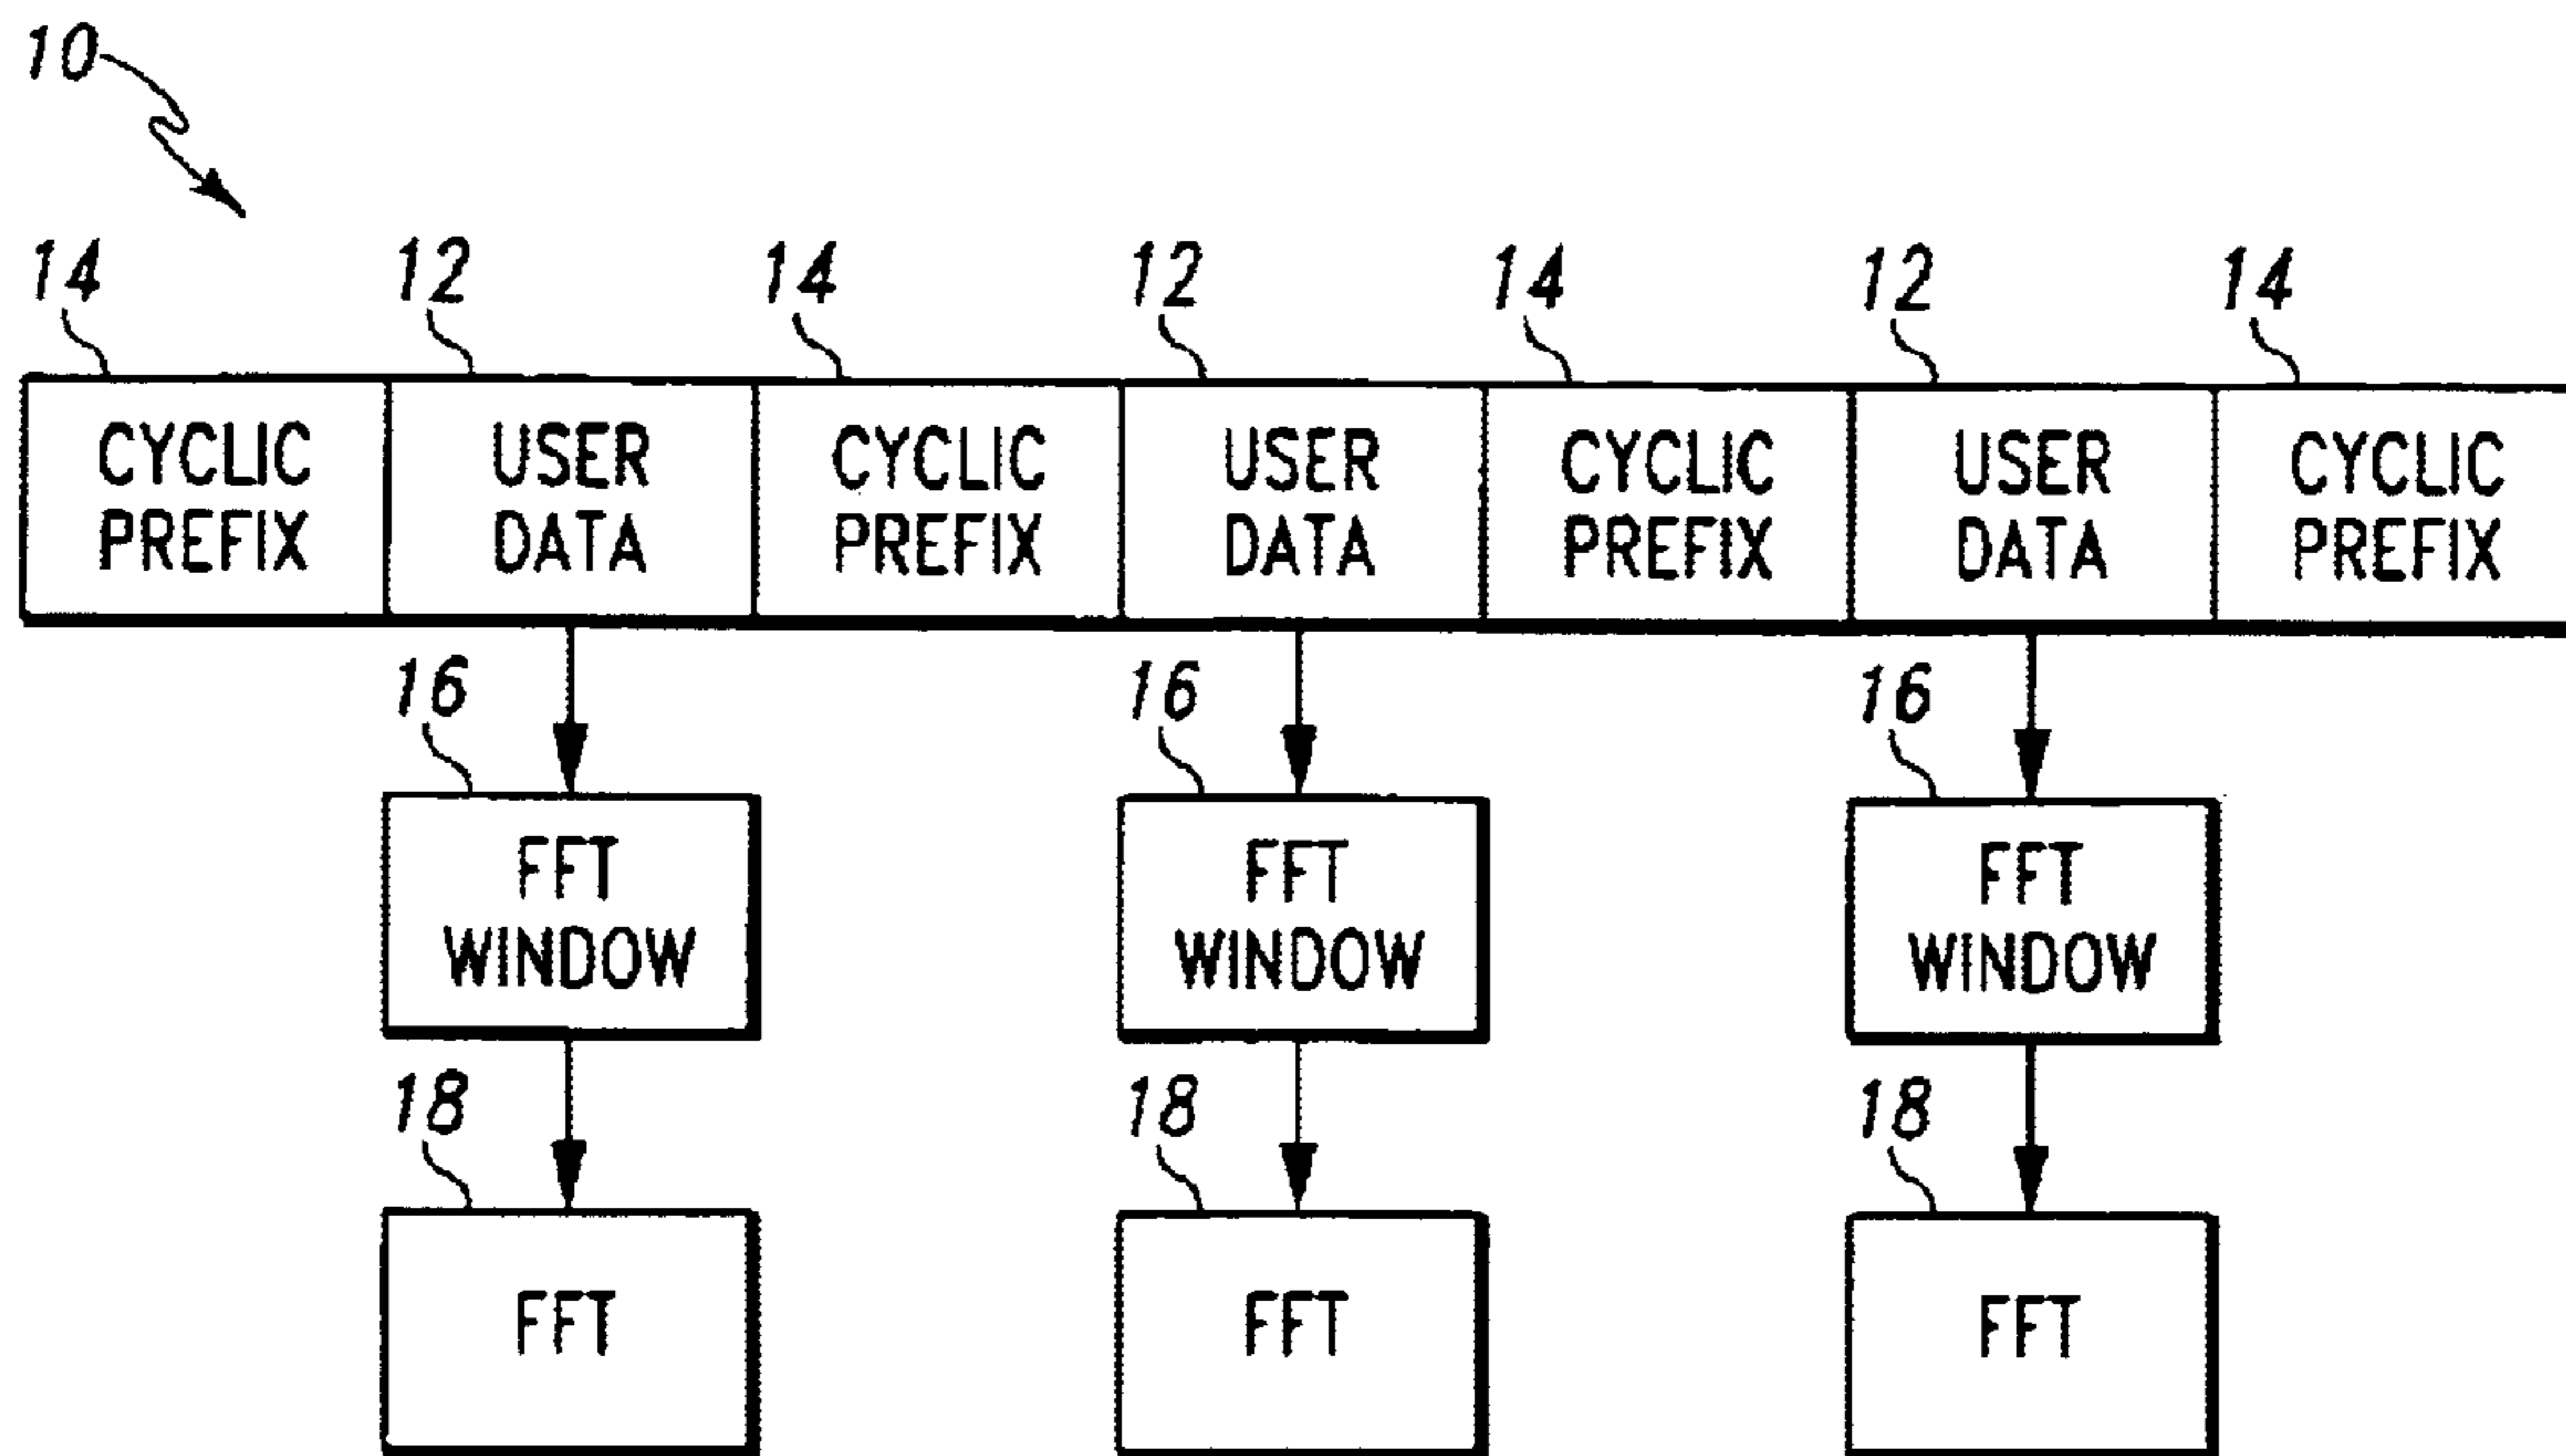 10
14 12 14 12 14 12 14
CYCLIC USER CYCLIC USER CYCLIC USER CYCLIC
PREFIX DATA PREFIX DATA PREFIX DATA PREFIX
16 16 16
FFT FFT FFT
WINDOW WINDOW WINDOW
18 18 18
FFT FFT FFT